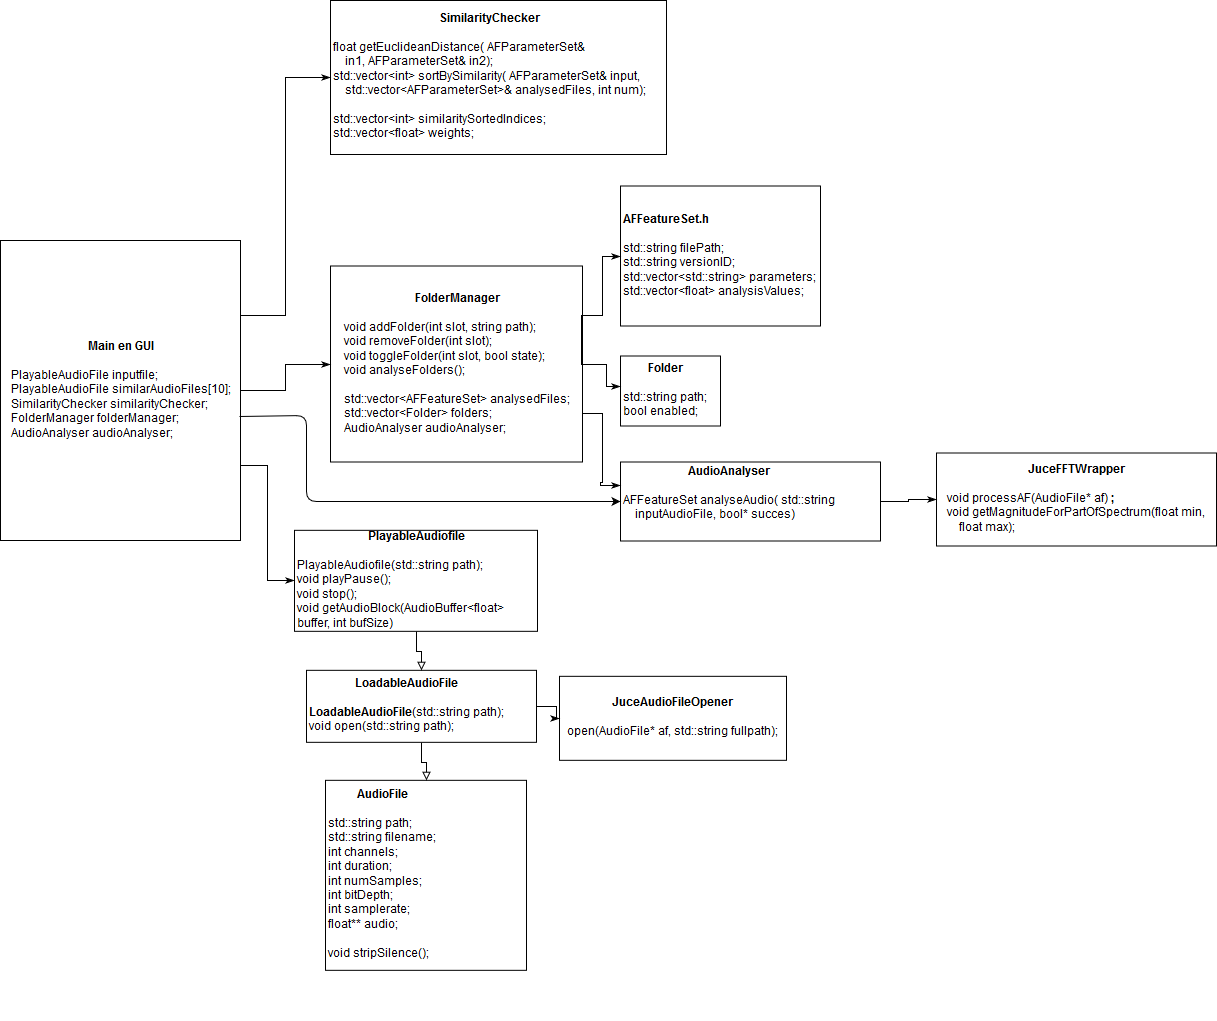 SimilarityChecker
float getEuclideanDistance( AFParameterSet&
in1, AFParameterSet& in2);
std::vector<int> sortBySimilarity( AFParameterSet& input,
std::vector<AFParameterSet>& analysedFiles, int num);
std::vector<int> similaritySortedIndices;
std::vector<float> weights;
AFFeatureSet.h
std::string filePath;
std::string versionID;
std::vector<std::string> parameters;
std::vector<float> analysisValues;
Main en GUI
PlayableAudioFile inputfile;
PlayableAudioFile similarAudioFiles[10];
SimilarityChecker similarityChecker;
FolderManager folderManager;
AudioAnalyser audioAnalyser;
FolderManager
void addFolder(int slot, string path);
void removeFolder(int slot);
void toggleFolder(int slot, bool state);
void analyseFolders();
std::vector<AFFeatureSet> analysedFiles;
std::vector<Folder> folders;
AudioAnalyser audioAnalyser;
Folder
std::string path;
bool enabled;
AudioAnalyser
AFFeatureSet analyseAudio( std::string
inputAudioFile, bool* succes)
JuceFFTWrapper
void processAF(AudioFile* af) ;
void getMagnitudeForPartOfSpectrum(float min,
float max);
PlayableAudiofile
PlayableAudiofile(std::string path);
void playPause();
void stop();
void getAudioBlock(AudioBuffer<float>
buffer, int bufSize)
LoadableAudioFile
LoadableAudioFile(std::string path);
void open(std::string path);
JuceAudioFileOpener
open(AudioFile* af, std::string fullpath);
AudioFile
std::string path;
std::string filename;
int channels;
int duration;
int numSamples;
int bitDepth;
int samplerate;
float** audio;
void stripSilence();